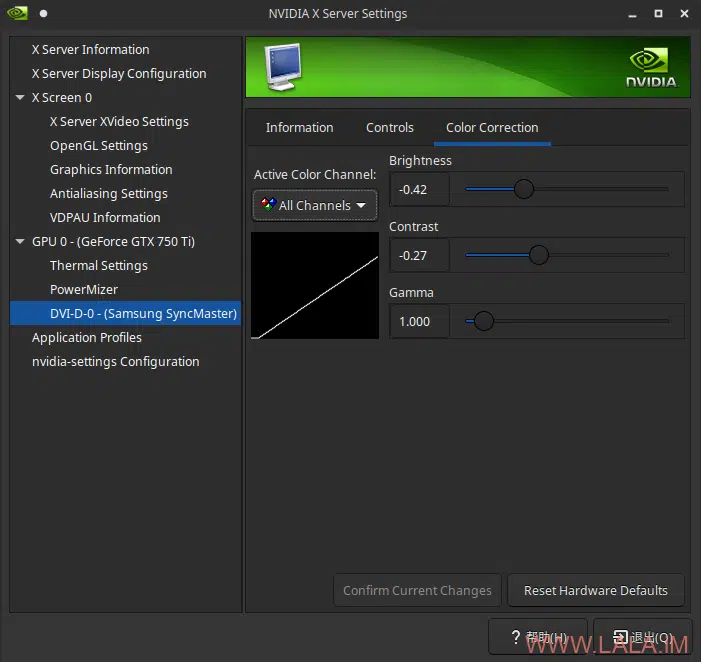 NVIDIA X Server Settings
X Server Information
X Server Display Configuration
X Screen 0
X Server XVideo Settings
OpenGL Settings
Graphics Information
Antialiasing Settings
VDPAU Information
GPU 0 - (GeForce GTX 750 Ti)
Thermal Settings
PowerMizer
DVI-D-0 - (Samsung SyncMaster)
Application Profiles
nvidia-settings Configuration
NVIDIA.
Information Controls Color Correction
Active Color Channel:
All Channels
Brightness
-0.42
Contrast
-0.27
Gamma
1.000
Confirm Current Changes Reset Hardware Defaults
? 帮助(H) 退出(Q)
WWW.LALA.IM